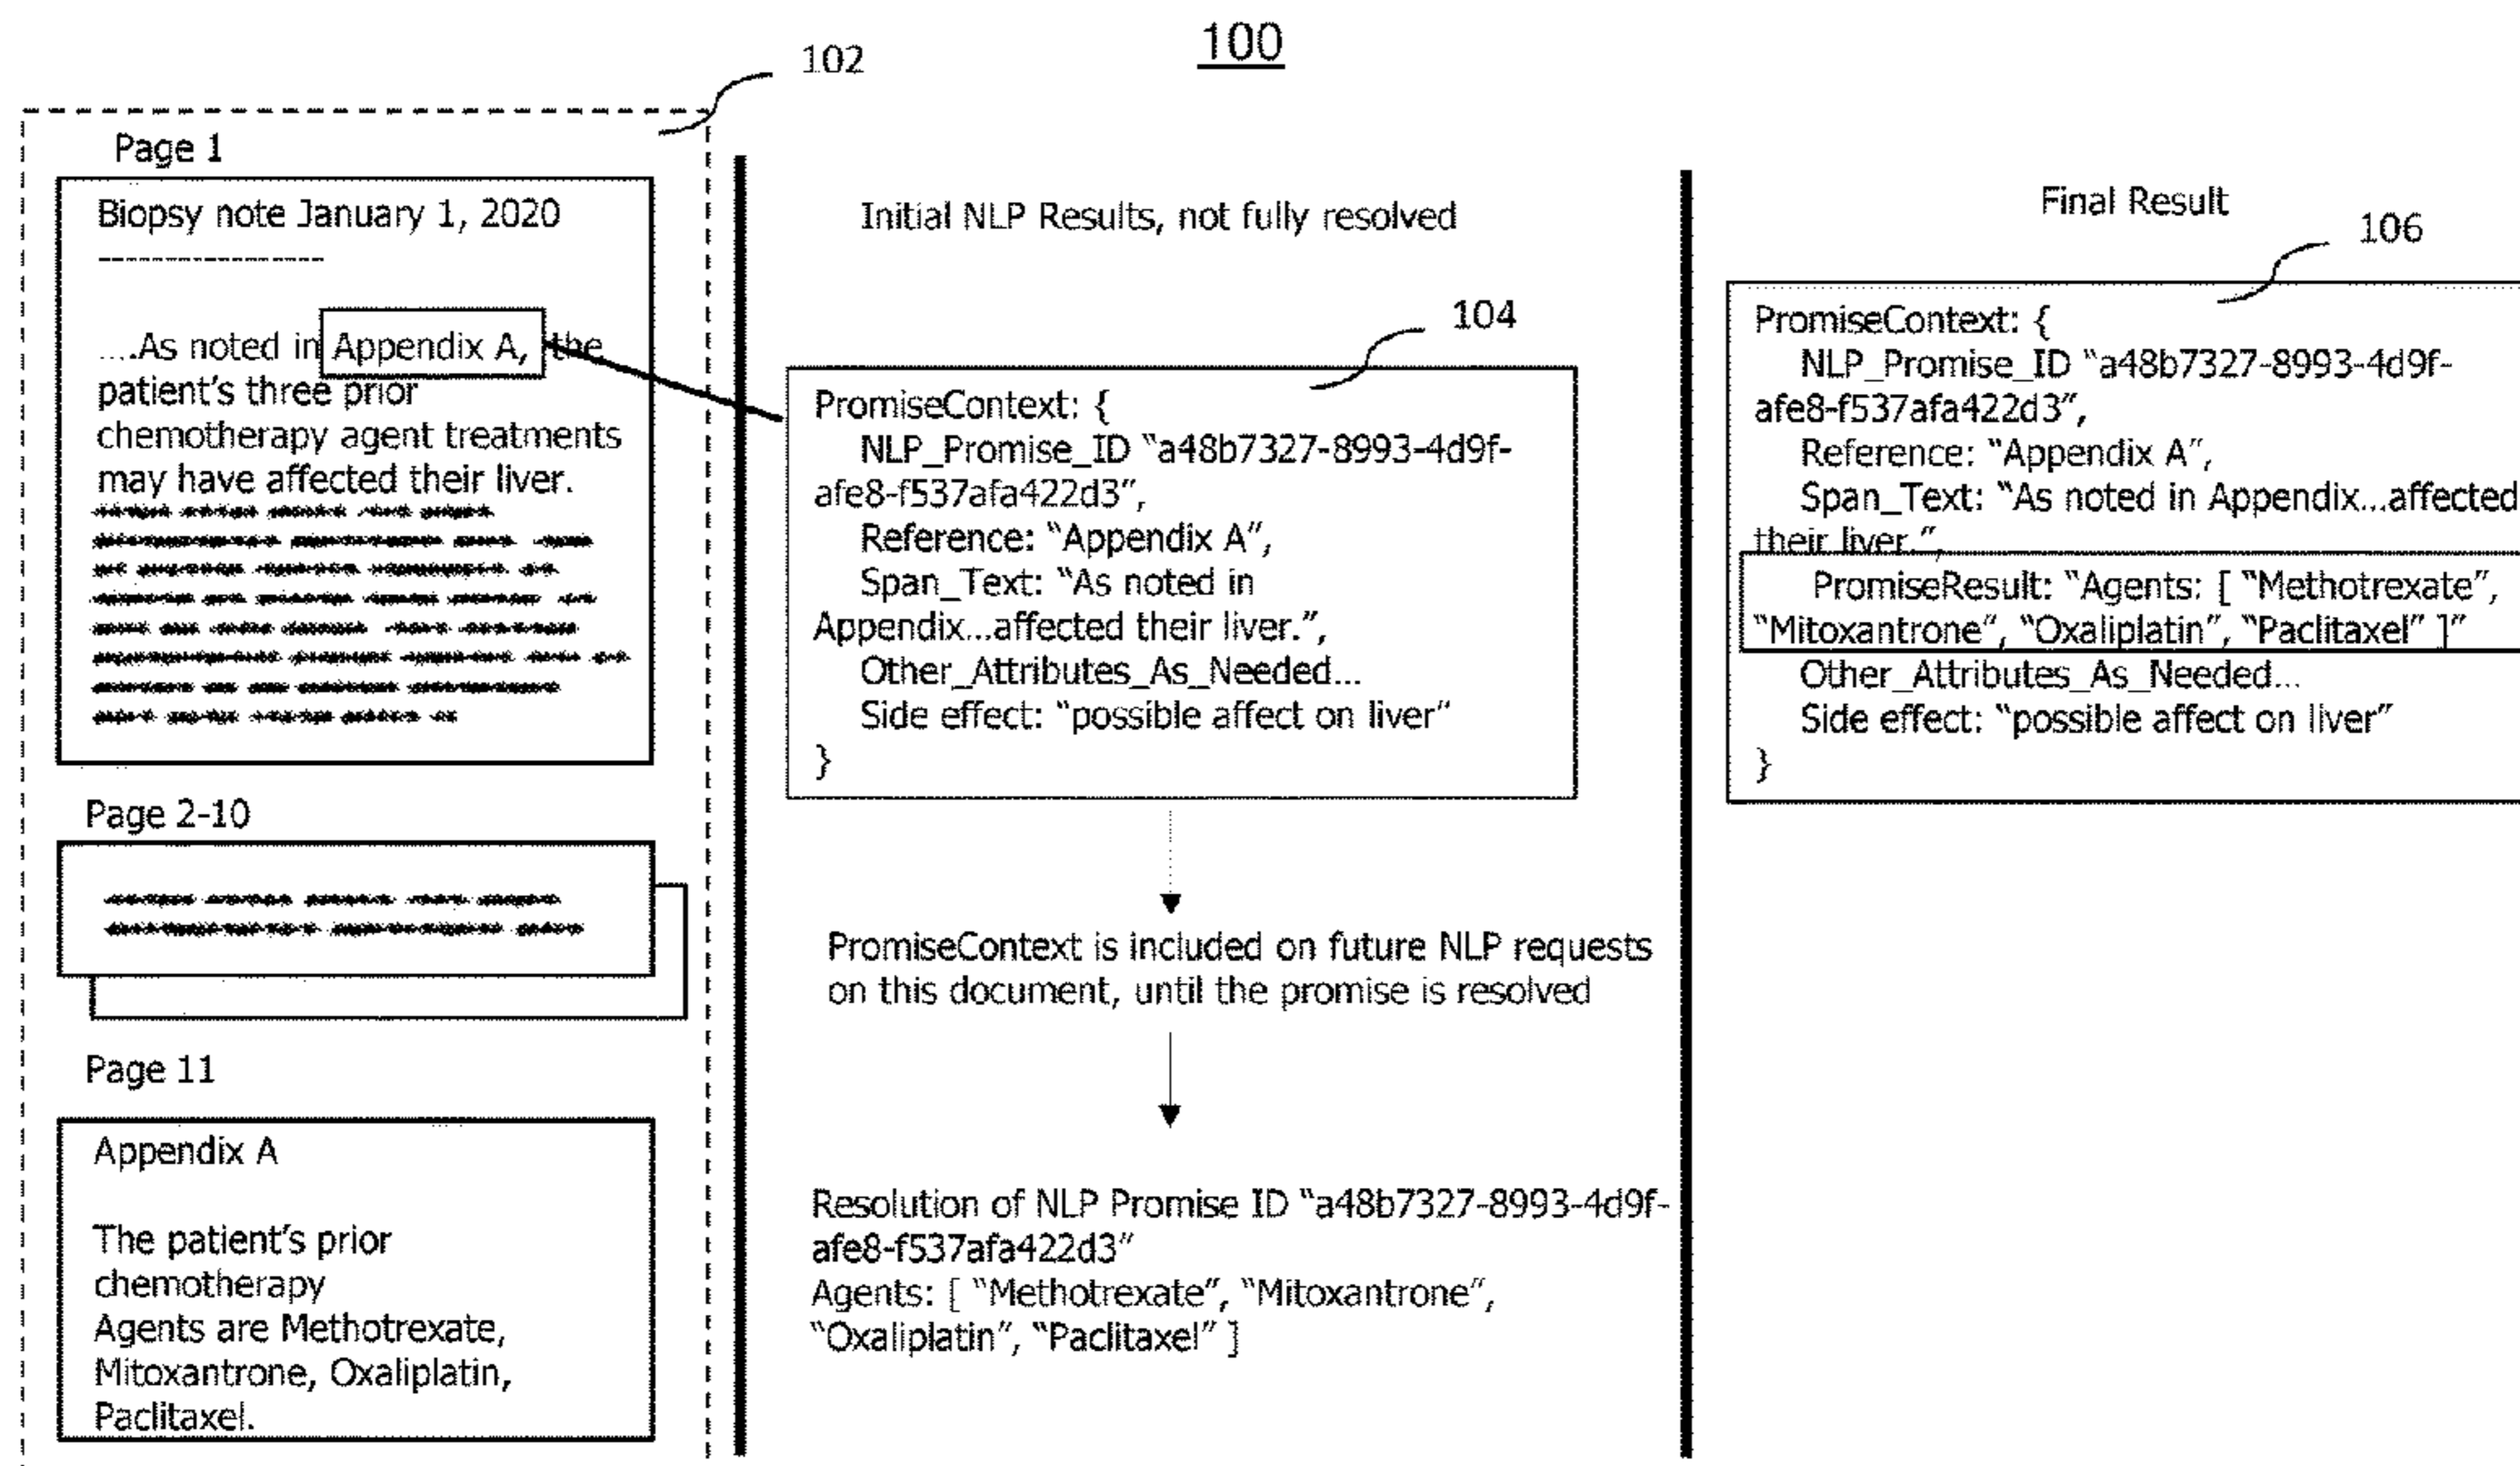 100
102
Page 1
Biopsy note January 1, 2020
----------------
....As noted in Appendix A, the
patient's three prior
chemotherapy agent treatments
may have affected their liver.
Page 2-10
Page 11
Appendix A
The patient's prior
chemotherapy
Agents are Methotrexate,
Mitoxantrone, Oxaliplatin,
Paclitaxel.
Initial NLP Results, not fully resolved
104
PromiseContext: {
NLP_Promise_ID “a48b7327-8993-4d9f-
afe8-f537afa422d3”,
Reference: “Appendix A”,
Span_Text: “As noted in
Appendix...affected their liver.”,
Other_Attributes_As_Needed...
Side effect: “possible affect on liver”
}
PromiseContext is included on future NLP requests
on this document, until the promise is resolved
Resolution of NLP Promise ID “a48b7327-8993-4d9f-
afe8-f537afa422d3”
Agents: [ “Methotrexate”, “Mitoxantrone”,
“Oxaliplatin”, “Paclitaxel” ]
Final Result
106
PromiseContext: {
NLP_Promise_ID “a48b7327-8993-4d9f-
afe8-f537afa422d3”,
Reference: “Appendix A”,
Span_Text: “As noted in Appendix...affected
their liver.”,
PromiseResult: “Agents: [ “Methotrexate”,
“Mitoxantrone”, “Oxaliplatin”, “Paclitaxel” ]”
Other_Attributes_As_Needed...
Side effect: “possible affect on liver”
}